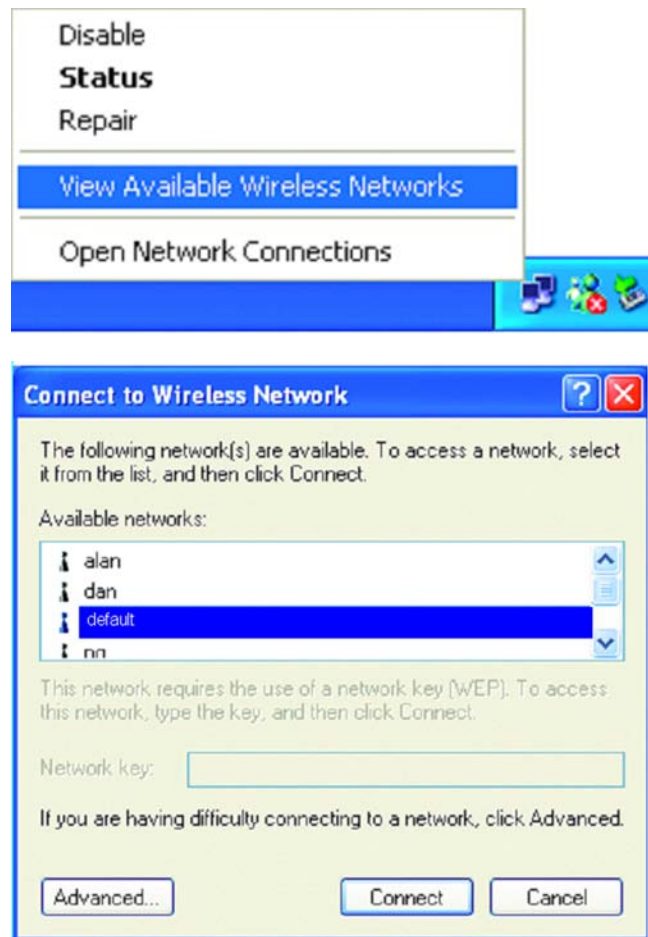 Disable
Status
Repair
View Available Wireless Networks
Open Network Connections
Connect to Wireless Network
The following network(s) are available. To access a network, select
it from the list, and then click Connect.
Available networks:
alan
dan
default
This network requires the use of a network key (WEP). To access
this network, type the key, and then click Connect.
Network key:
If you are having difficulty connecting to a network, click Advanced.
Advanced... Connect Cancel